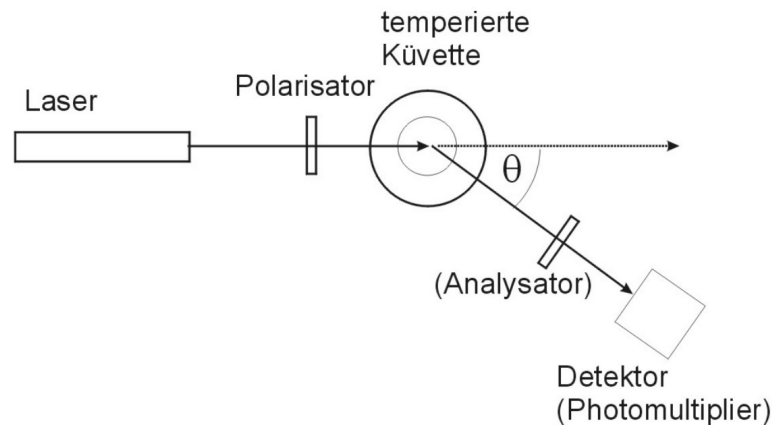 Laser
Polarisator
temperierte
Küvette
θ
(Analysator)
Detektor
(Photomultiplier)